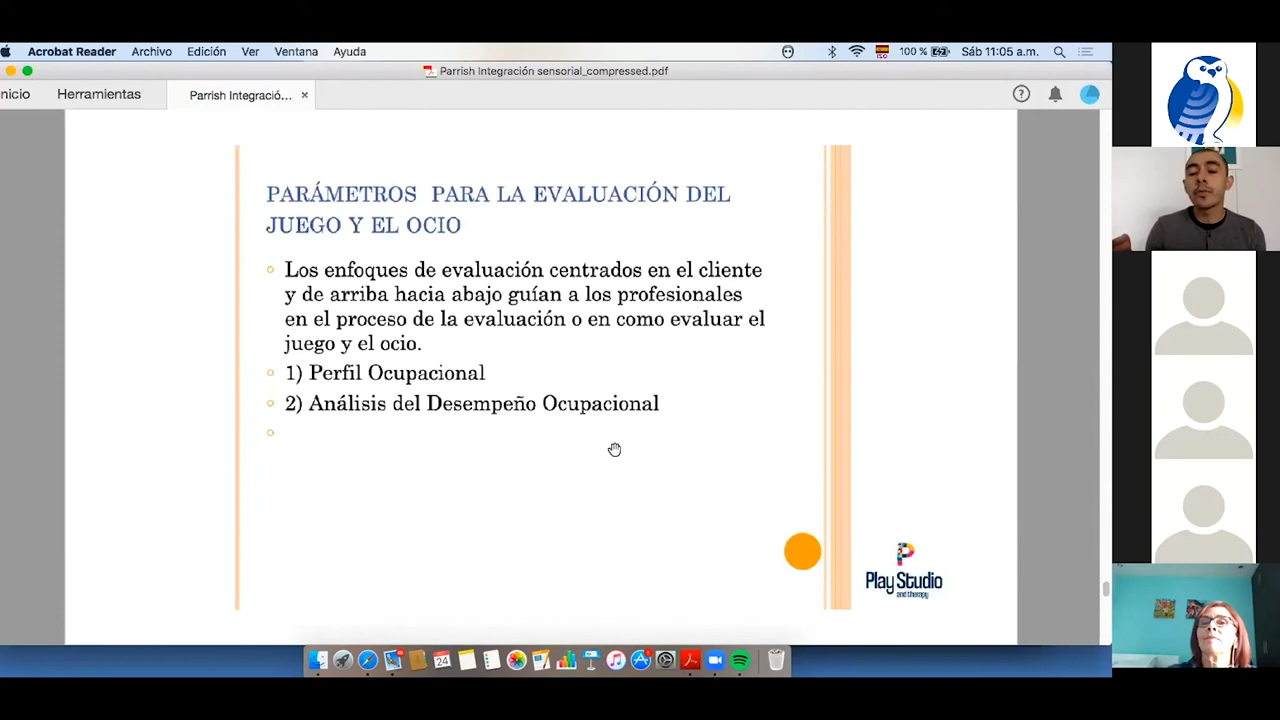 Acrobat Reader Archivo Edición Ver Ventana Ayuda 100 % ISO Sáb 11:05 a.m.
Parrish Integración sensorial_compressed.pdf
nicio Herramientas Parrish Integració... ×
PARÁMETROS PARA LA EVALUACIÓN DEL
JUEGO Y EL OCIO
Los enfoques de evaluación centrados en el cliente
y de arriba hacia abajo guían a los profesionales
en el proceso de la evaluación o en como evaluar el
juego y el ocio.
1) Perfil Ocupacional
2) Análisis del Desempeño Ocupacional
Play Studio
and therapy
24